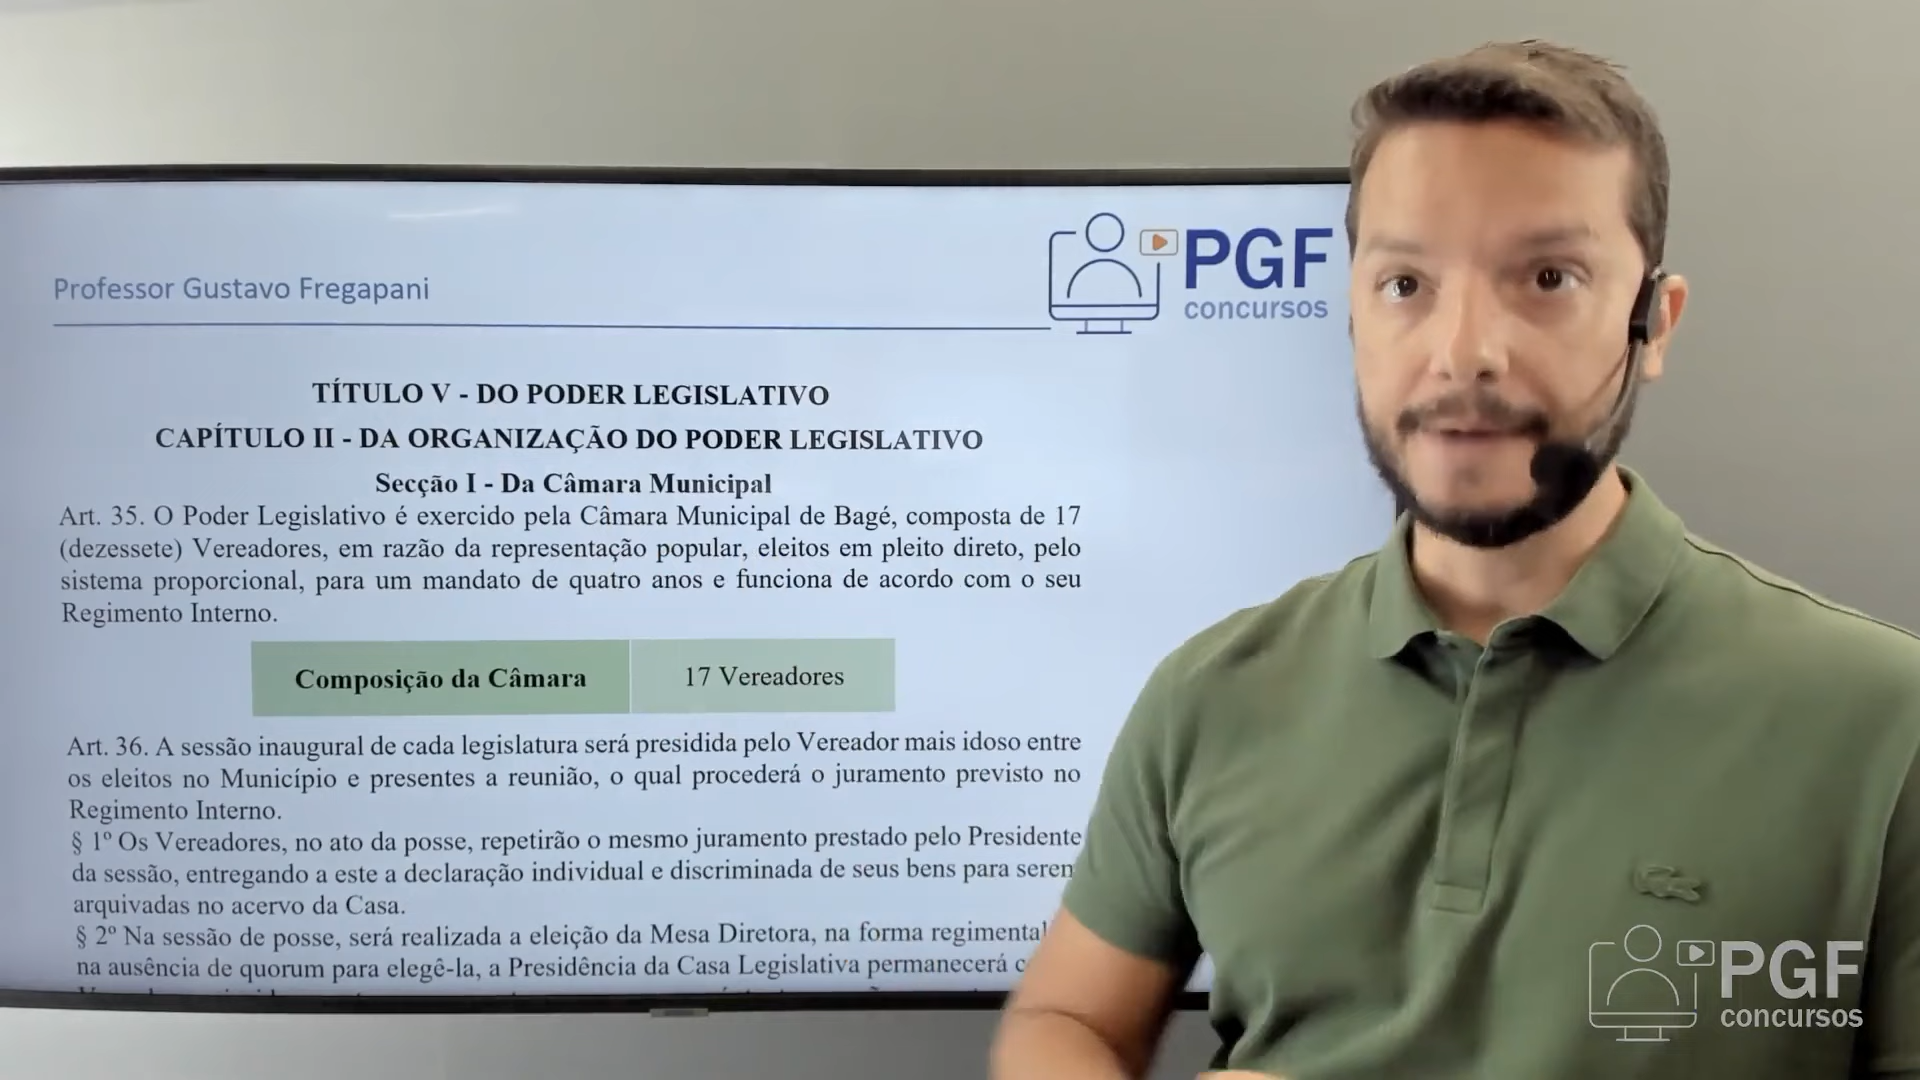 Professor Gustavo Fregapani
PGF
concursos
TÍTULO V - DO PODER LEGISLATIVO
CAPÍTULO II - DA ORGANIZAÇÃO DO PODER LEGISLATIVO
Secção I - Da Câmara Municipal
Art. 35. O Poder Legislativo é exercido pela Câmara Municipal de Bagé, composta de 17
(dezessete) Vereadores, em razão da representação popular, eleitos em pleito direto, pelo
sistema proporcional, para um mandato de quatro anos e funciona de acordo com o seu
Regimento Interno.
Composição da Câmara 17 Vereadores
Art. 36. A sessão inaugural de cada legislatura será presidida pelo Vereador mais idoso entre
os eleitos no Município e presentes a reunião, o qual procederá o juramento previsto no
Regimento Interno.
§ 1º Os Vereadores, no ato da posse, repetirão o mesmo juramento prestado pelo Presidente
da sessão, entregando a este a declaração individual e discriminada de seus bens para serem
arquivadas no acervo da Casa.
§ 2º Na sessão de posse, será realizada a eleição da Mesa Diretora, na forma regimental
na ausência de quorum para elegê-la, a Presidência da Casa Legislativa permanecerá
PGF
concursos